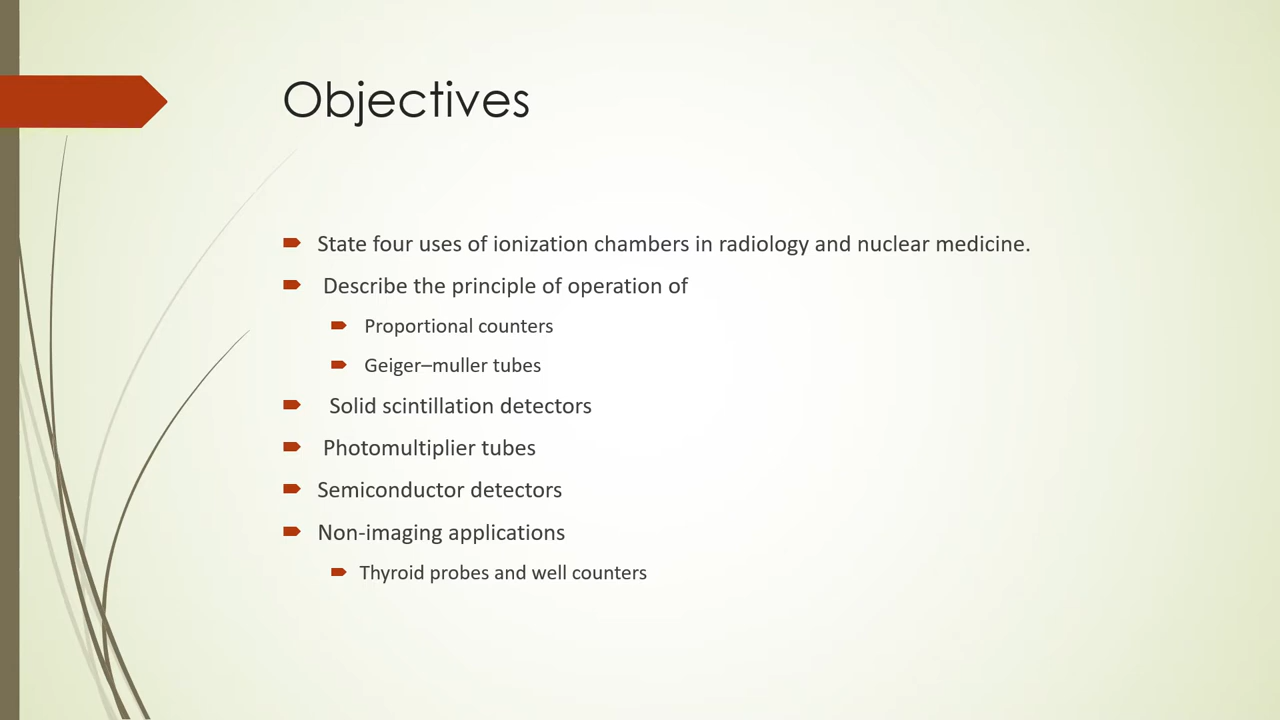 Objectives
State four uses of ionization chambers in radiology and nuclear medicine.
Describe the principle of operation of
Proportional counters
Geiger–muller tubes
Solid scintillation detectors
Photomultiplier tubes
Semiconductor detectors
Non-imaging applications
Thyroid probes and well counters